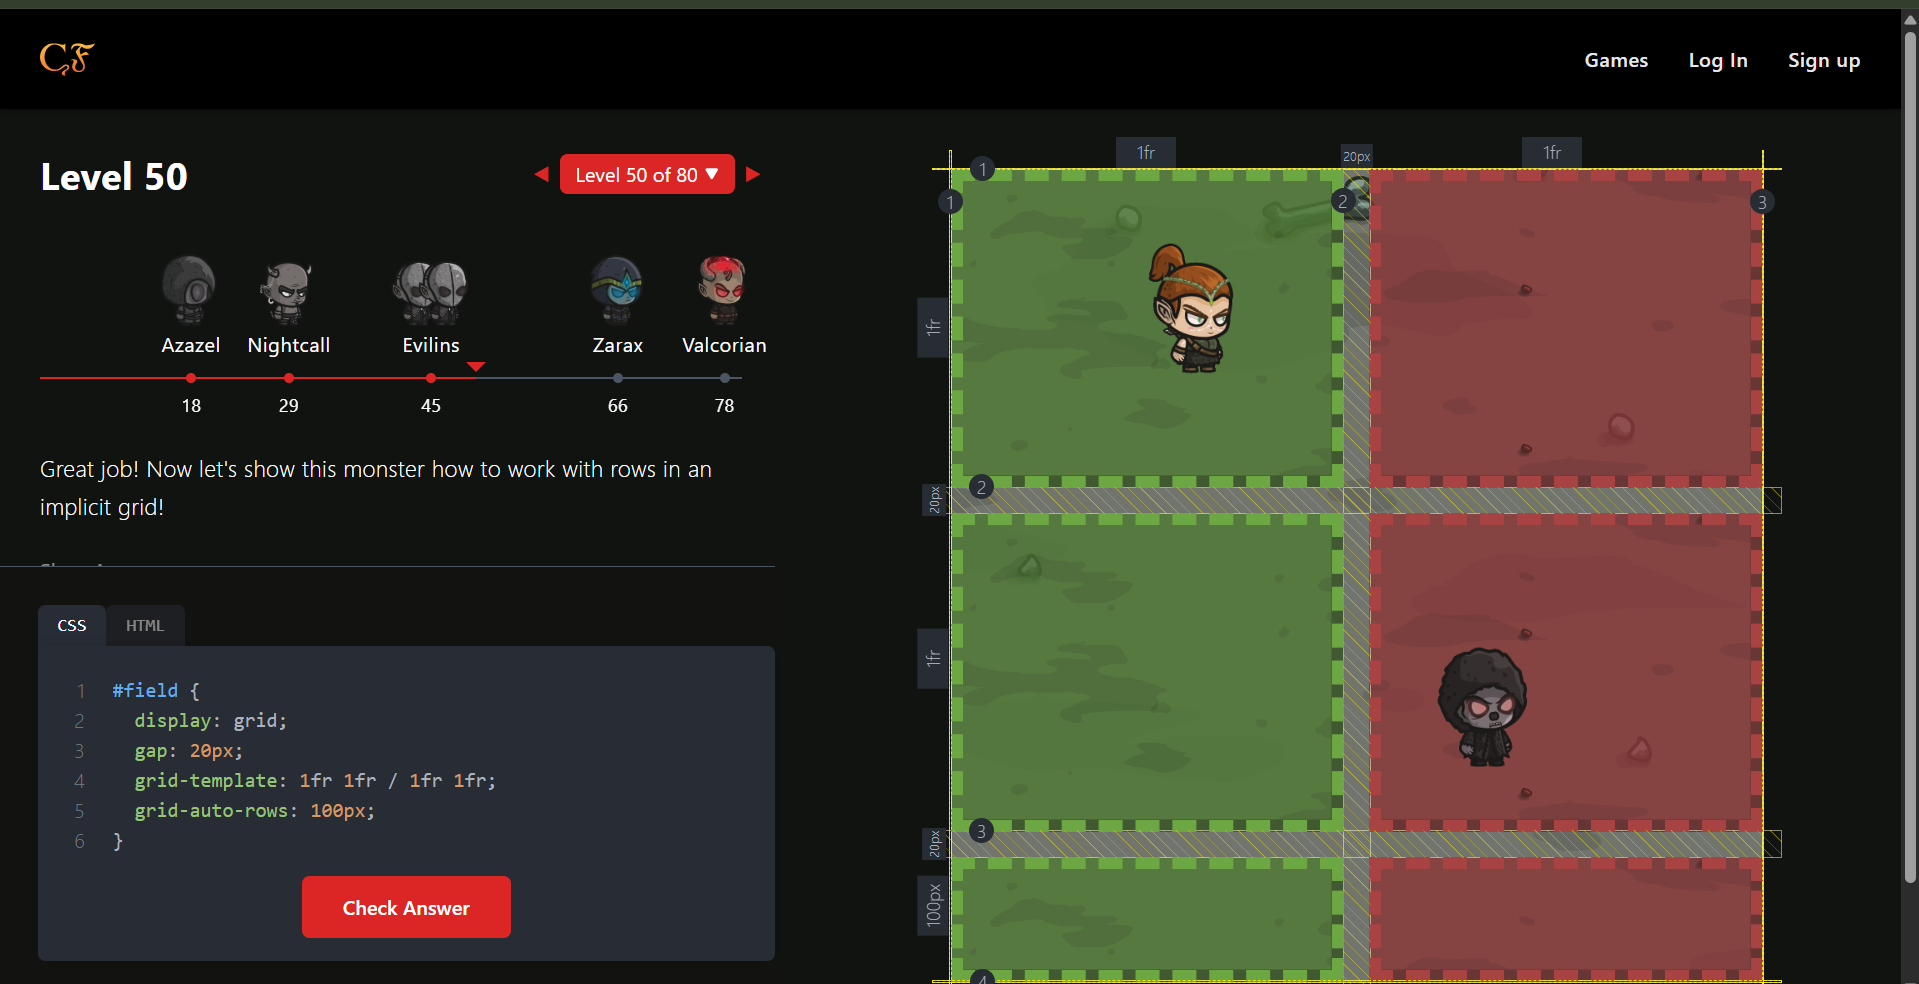 CF
Games Log In Sign up
Level 50
Level 50 of 80 ▼
Azazel Nightcall Evilins Zarax Valcorian
18 29 45 66 78
Great job! Now let's show this monster how to work with rows in an
implicit grid!
CSS HTML
1 #field {
2 display: grid;
3 gap: 20px;
4 grid-template: 1fr 1fr / 1fr 1fr;
5 grid-auto-rows: 100px;
6 }
Check Answer
1fr 20px 1fr
1
1 2 3
1fr
2
20px
1fr
3
20px
100px
4